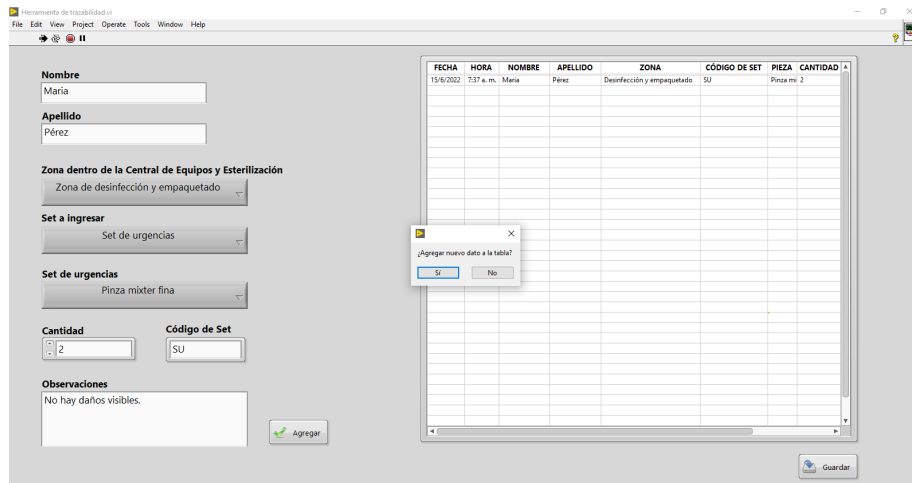 Herramienta de trazabilidad.vi
File Edit View Project Operate Tools Window Help
Nombre
Maria
Apellido
Pérez
Zona dentro de la Central de Equipos y Esterilización
Zona de desinfección y empaquetado
Set a ingresar
Set de urgencias
Set de urgencias
Pinza mixter fina
Cantidad Código de Set
2 SU
Observaciones
No hay daños visibles.
Agregar
FECHA HORA NOMBRE APELLIDO ZONA CÓDIGO DE SET PIEZA CANTIDAD
15/6/2022 7:37 a. m. Maria Pérez Desinfección y empaquetado SU Pinza mi 2
¿Agregar nuevo dato a la tabla?
Sí No
Guardar